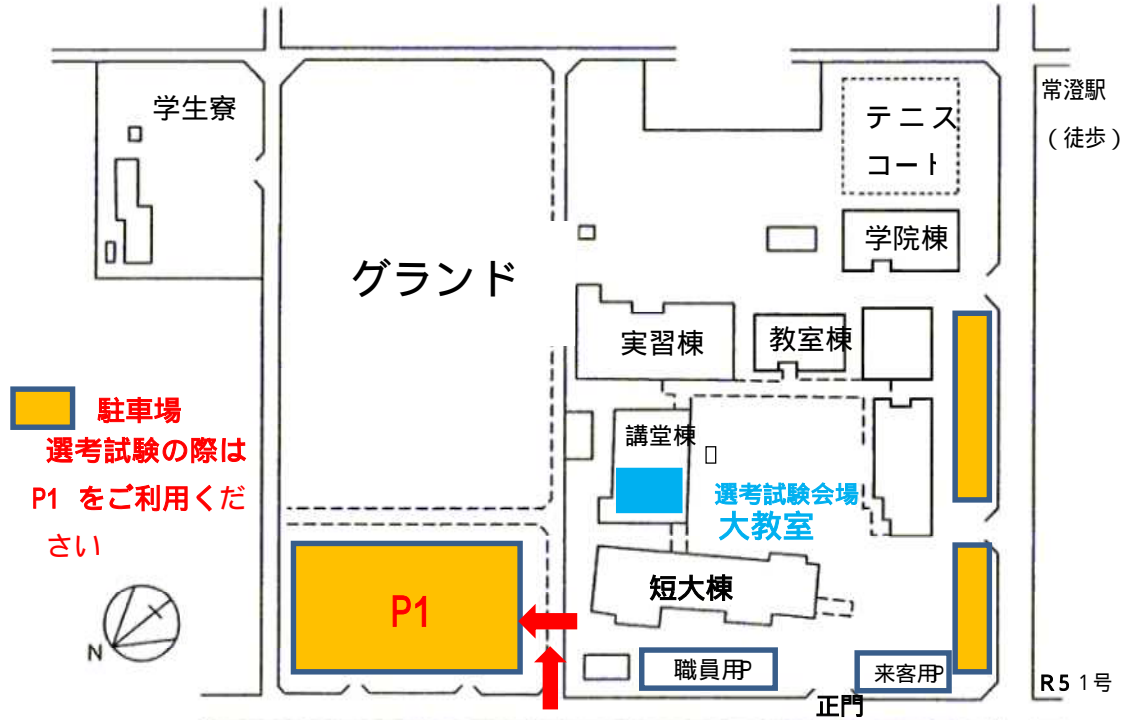 学生寮
常澄駅
（徒歩）
テニス
コート
学院棟
グランド
実習棟
教室棟
駐車場
選考試験の際は
P1 をご利用くだ
さい
講堂棟
選考試験会場
大教室
短大棟
P1
N
職員用P
来客用P
正門
R51号